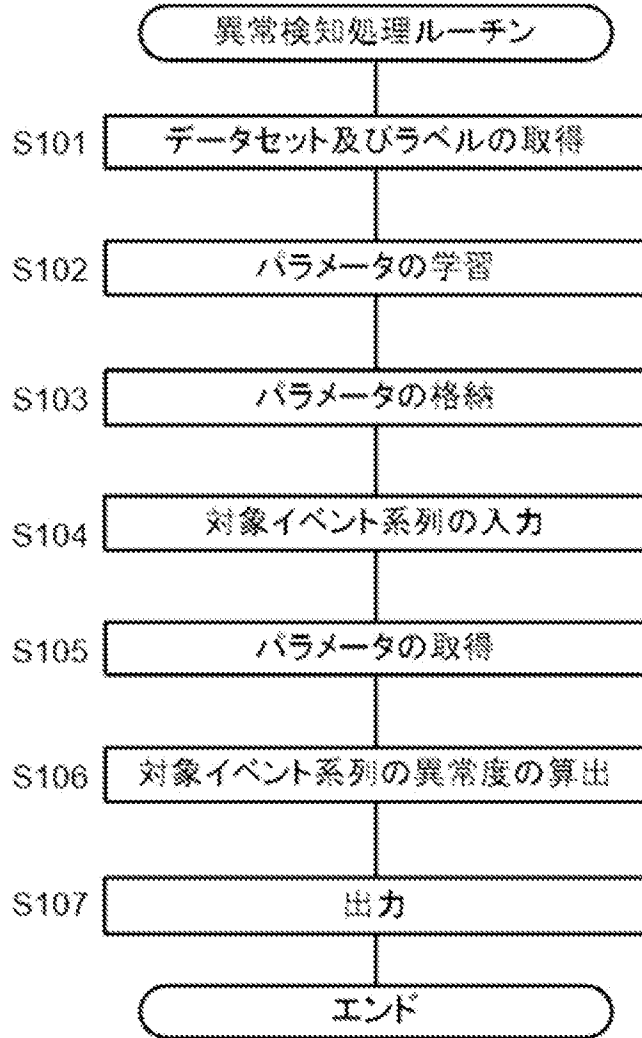 異常検知処理ルーチン
S101 データセット及びラベルの取得
S102 パラメータの学習
S103 パラメータの格納
S104 対象イベント系列の入力
S105 パラメータの取得
S106 対象イベント系列の異常度の算出
S107 出力
エンド